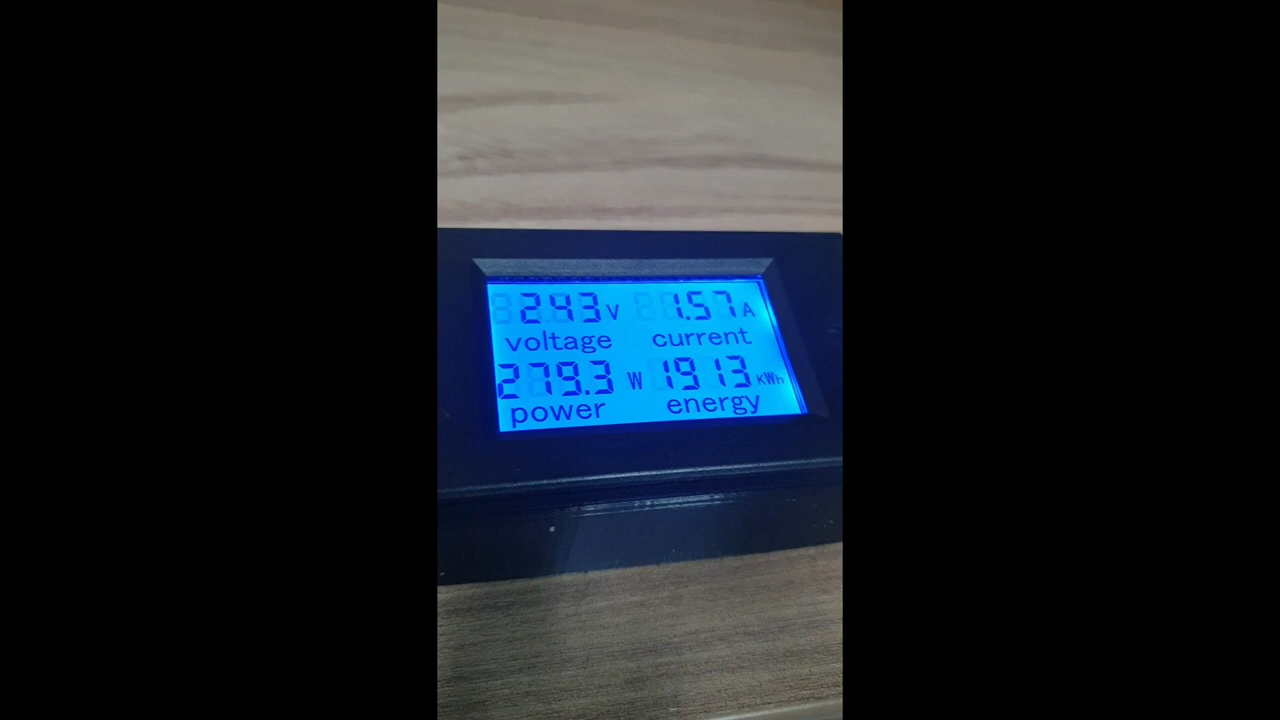 243 V 1.57 A
voltage current
279.3 W 1913 KWh
power energy